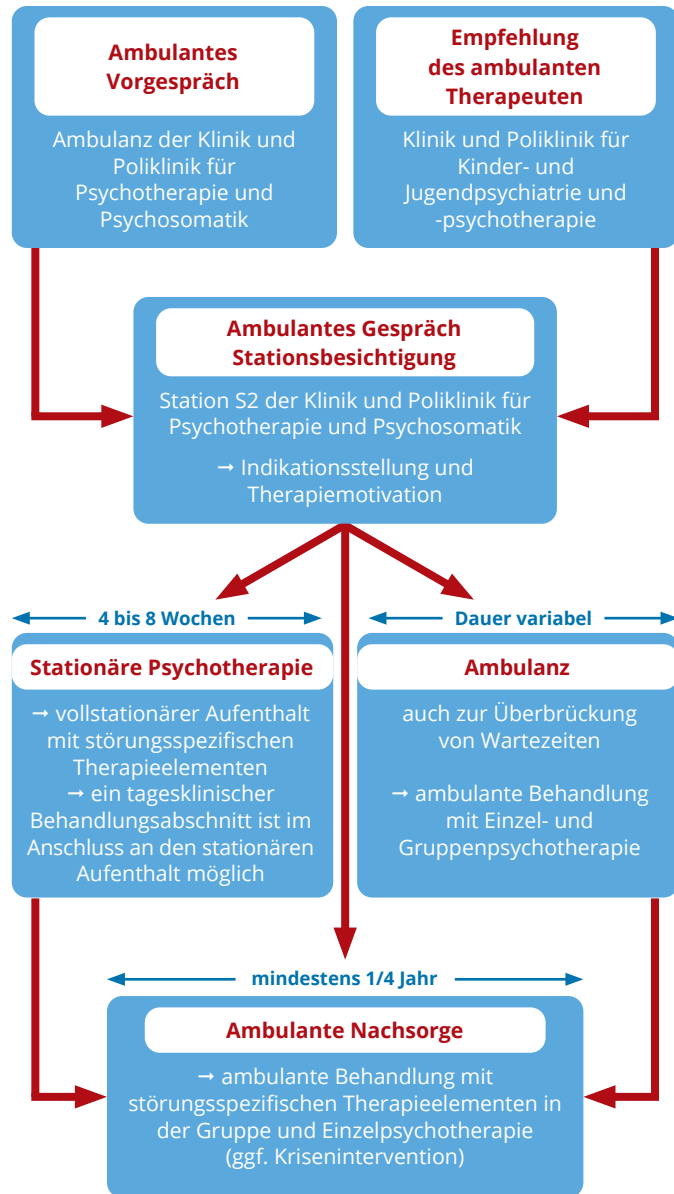 Ambulantes
Vorgespräch
Ambulanz der Klinik und
Poliklinik für
Psychotherapie und
Psychosomatik
Empfehlung
des ambulanten
Therapeuten
Klinik und Poliklinik für
Kinder- und
Jugendpsychiatrie und
-psychotherapie
Ambulantes Gespräch
Stationsbesichtigung
Station S2 der Klinik und Poliklinik für
Psychotherapie und Psychosomatik
→ Indikationsstellung und
Therapiemotivation
4 bis 8 Wochen
Stationäre Psychotherapie
→ vollstationärer Aufenthalt
mit störungsspezifischen
Therapieelementen
→ ein tagesklinischer
Behandlungsabschnitt ist im
Anschluss an den stationären
Aufenthalt möglich
Dauer variabel
Ambulanz
auch zur Überbrückung
von Wartezeiten
→ ambulante Behandlung
mit Einzel- und
Gruppenpsychotherapie
mindestens 1/4 Jahr
Ambulante Nachsorge
→ ambulante Behandlung mit
störungsspezifischen Therapieelementen in
der Gruppe und Einzelpsychotherapie
(ggf. Krisenintervention)